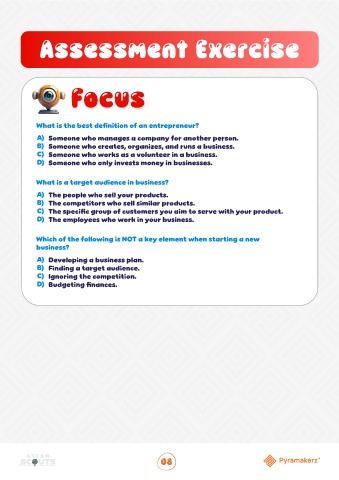 Assessment Exercise
Focus
What is the best definition of an entrepreneur?
A) Someone who manages a company for another person.
B) Someone who creates, organizes, and runs a business.
C) Someone who works as a volunteer in a business.
D) Someone who only invests money in businesses.
What is a target audience in business?
A) The people who sell your products.
B) The competitors who sell similar products.
C) The specific group of customers you aim to serve with your product.
D) The employees who work in your business.
Which of the following is NOT a key element when starting a new
business?
A) Developing a business plan.
B) Finding a target audience.
C) Ignoring the competition.
D) Budgeting finances.
STEAM
SCOUTS
08
Pyramakerz